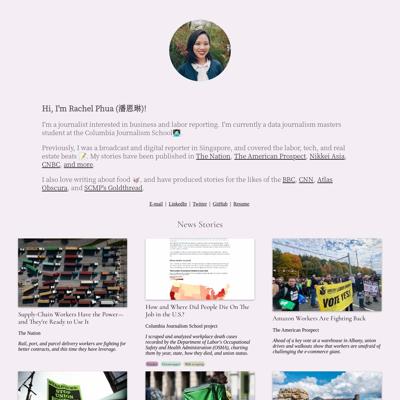 Hi, I'm Rachel Phua (潘恩琳)!
I'm a journalist interested in business and labor reporting. I'm currently a data journalism masters
student at the Columbia Journalism School
Previously, I was a broadcast and digital reporter in Singapore, and covered the labor, tech, and real
estate beats . My stories have been published in The Nation, The American Prospect, Nikkei Asia,
CNBC, and more.
I also love writing about food , and have produced stories for the likes of the BBC, CNN, Atlas
Obscura, and SCMP's Goldthread.
E-mail | LinkedIn | Twitter | GitHub | Resume
News Stories
Supply-Chain Workers Have the Power—
and They're Ready to Use It
The Nation
Rail, port, and parcel delivery workers are fighting for
better contracts, and this time they have leverage.
How and Where Did People Die On The
Job in the U.S.?
Columbia Journalism School project
I scraped and analyzed workplace death cases
recorded by the Department of Labor's Occupational
Safety and Health Administration (OSHA), charting
them by year, state, how they died, and union status.
Amazon Workers Are Fighting Back
The American Prospect
Ahead of a key vote at a warehouse in Albany, union
drives and walkouts show that workers are unafraid of
challenging the e-commerce giant.
VOTE YES!